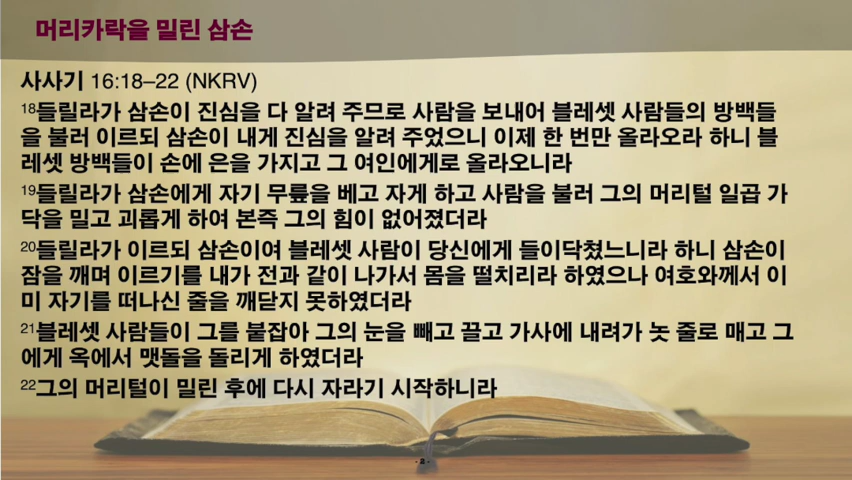 머리카락을 밀린 삼손
사사기 16:18–22 (NKRV)
18들릴라가 삼손이 진심을 다 알려 주므로 사람을 보내어 블레셋 사람들의 방백들
을 불러 이르되 삼손이 내게 진심을 알려 주었으니 이제 한 번만 올라오라 하니 블
레셋 방백들이 손에 은을 가지고 그 여인에게로 올라오니라
19들릴라가 삼손에게 자기 무릎을 베고 자게 하고 사람을 불러 그의 머리털 일곱 가
닥을 밀고 괴롭게 하여 본즉 그의 힘이 없어졌더라
20들릴라가 이르되 삼손이여 블레셋 사람이 당신에게 들이닥쳤느니라 하니 삼손이
잠을 깨며 이르기를 내가 전과 같이 나가서 몸을 떨치리라 하였으나 여호와께서 이
미 자기를 떠나신 줄을 깨닫지 못하였더라
21블레셋 사람들이 그를 붙잡아 그의 눈을 빼고 끌고 가사에 내려가 놋 줄로 매고 그
에게 옥에서 맷돌을 돌리게 하였더라
22그의 머리털이 밀린 후에 다시 자라기 시작하니라